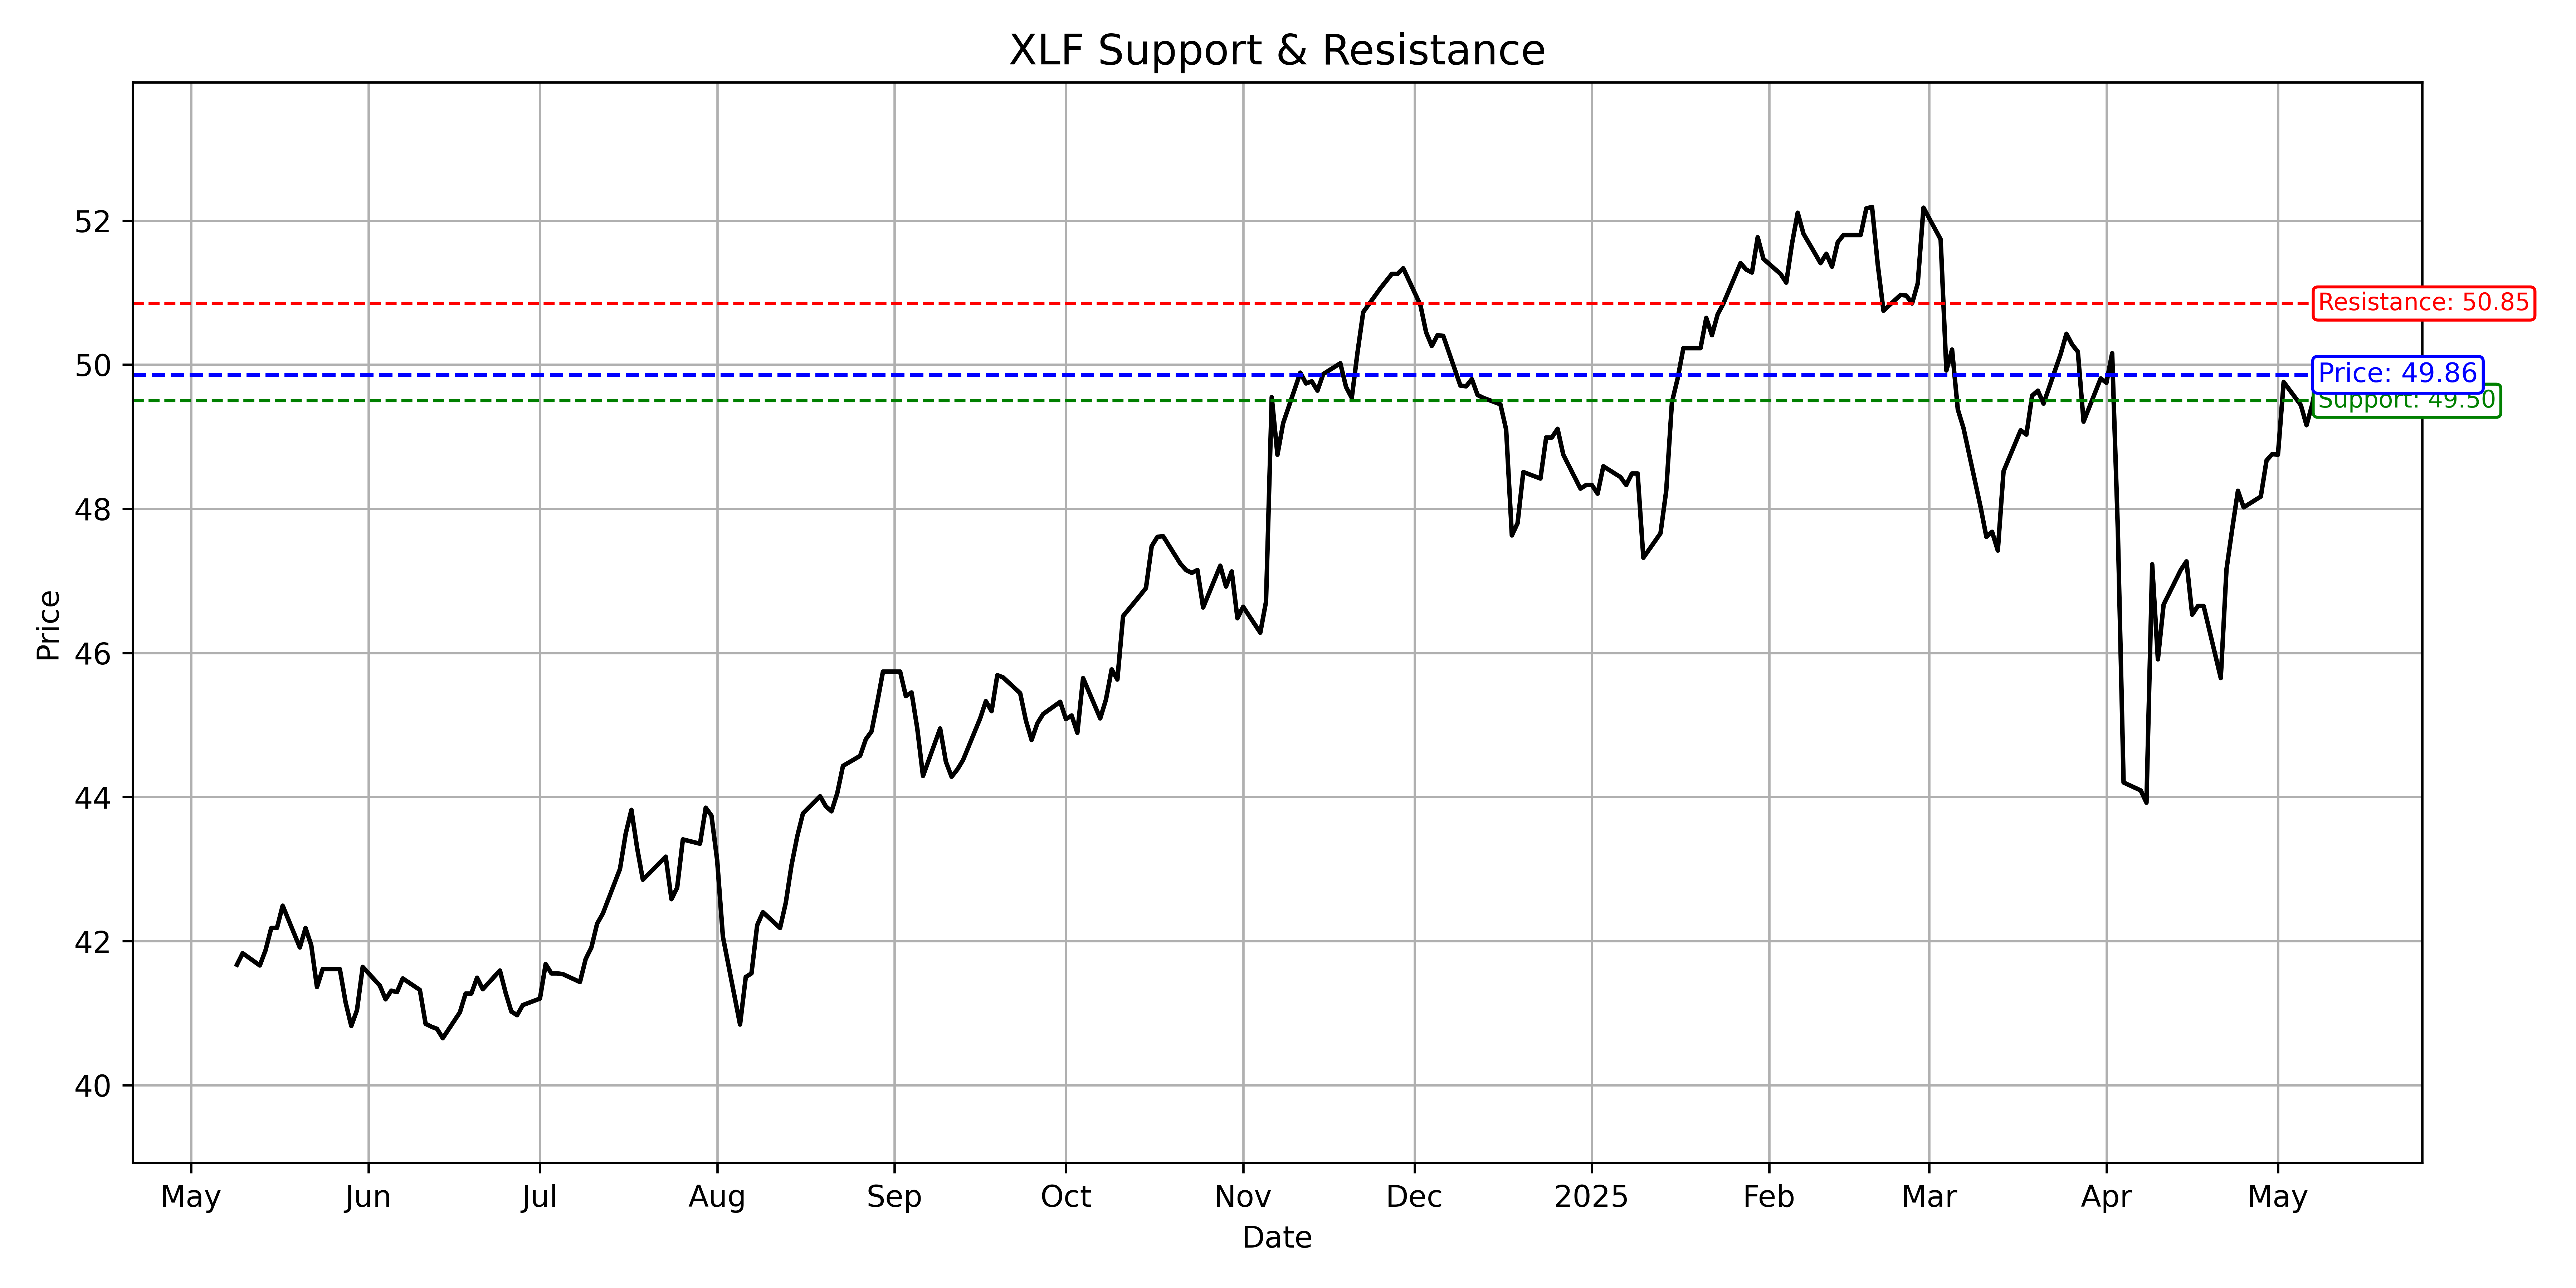 XLF Support & Resistance
Price
52
50
48
46
44
42
40
Resistance: 50.85
Price: 49.86
Support: 49.50
May Jun Jul Aug Sep Oct Nov Dec 2025 Feb Mar Apr May
Date